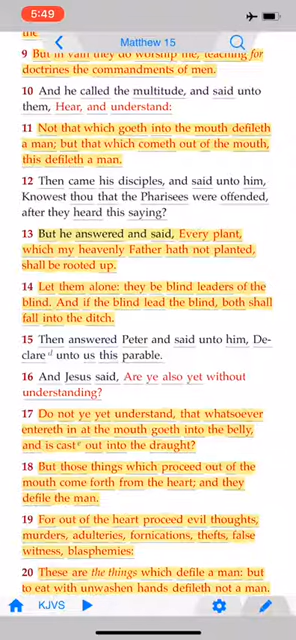 5:49
the
Matthew 15
9 But in vain they do worship me, teaching for
doctrines the commandments of men.
10 And he called the multitude, and said unto
them, Hear, and understand:
11 Not that which goeth into the mouth defileth
a man; but that which cometh out of the mouth,
this defileth a man.
12 Then came his disciples, and said unto him,
Knowest thou that the Pharisees were offended,
after they heard this saying?
13 But he answered and said, Every plant,
which my heavenly Father hath not planted,
shall be rooted up.
14 Let them alone: they be blind leaders of the
blind. And if the blind lead the blind, both shall
fall into the ditch.
15 Then answered Peter and said unto him, De-
clare d unto us this parable.
16 And Jesus said, Are ye also yet without
understanding?
17 Do not ye yet understand, that whatsoever
entereth in at the mouth goeth into the belly,
and is cast e out into the draught?
18 But those things which proceed out of the
mouth come forth from the heart; and they
defile the man.
19 For out of the heart proceed evil thoughts,
murders, adulteries, fornications, thefts, false
witness, blasphemies:
20 These are the things which defile a man: but
to eat with unwashen hands defileth not a man.
KJVS